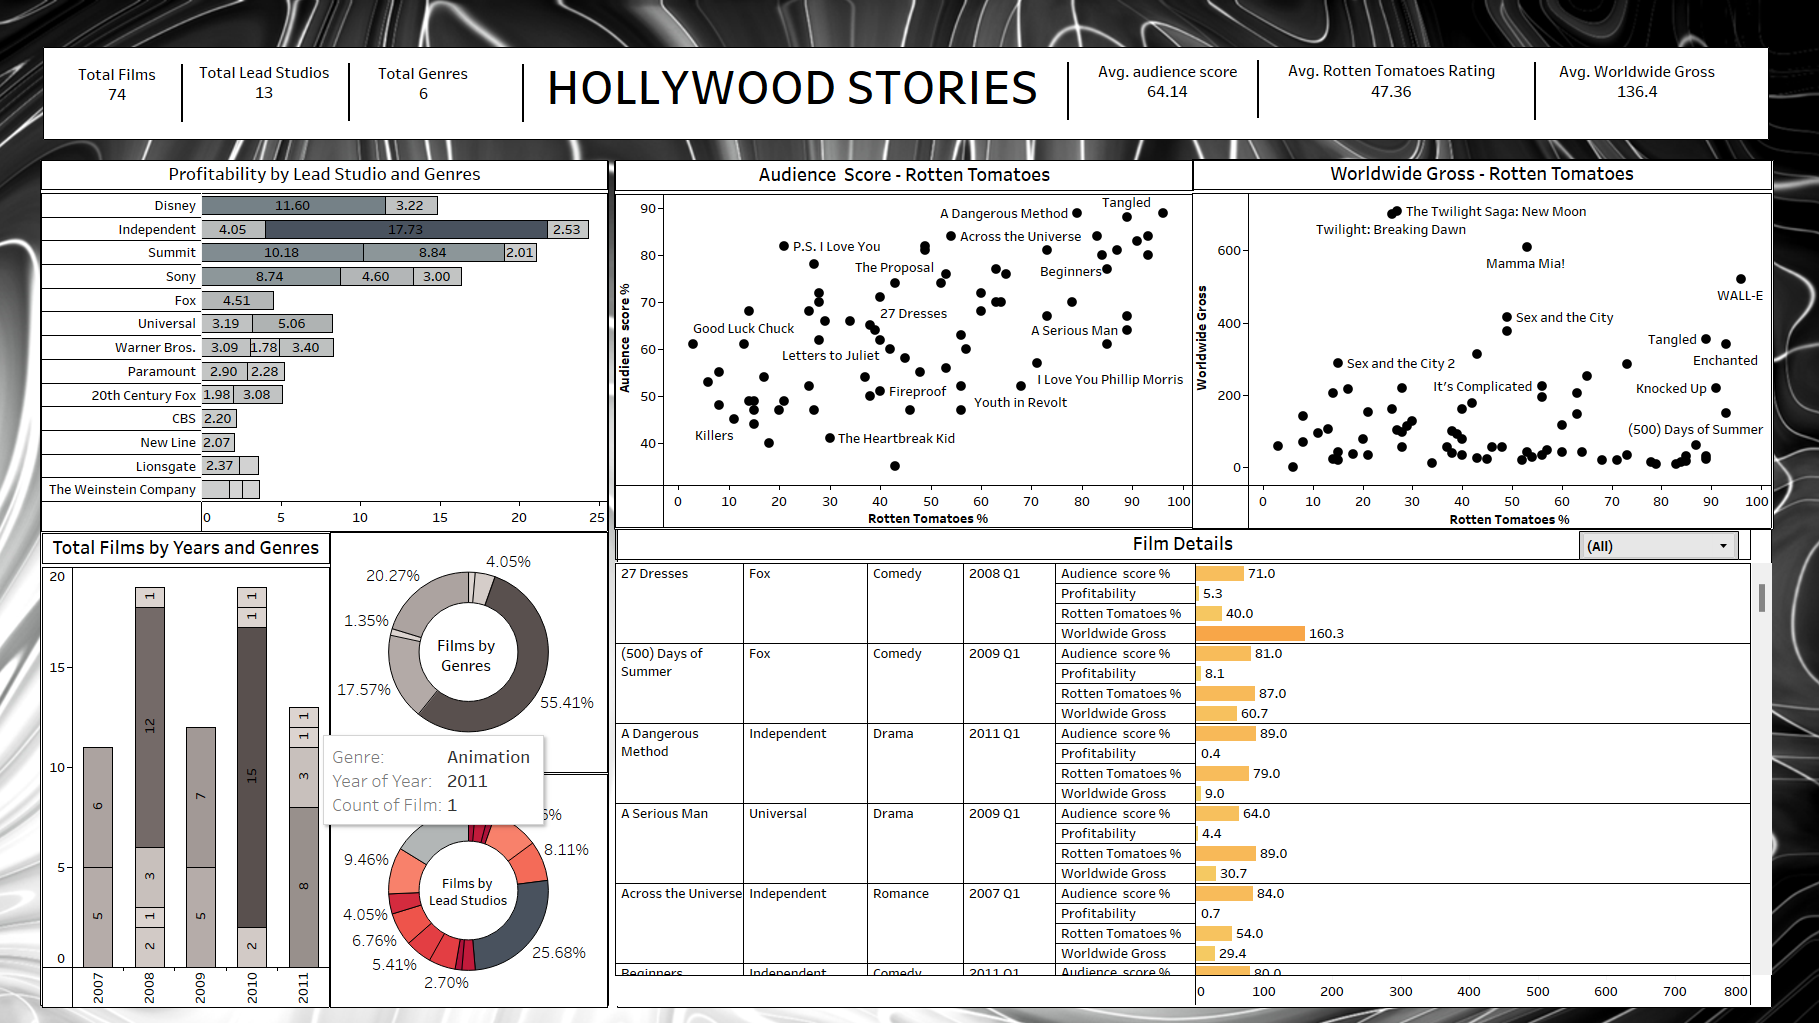 Total Films
74
Total Lead Studios
13
Total Genres
6
HOLLYWOOD STORIES
Avg. audience score
64.14
Avg. Rotten Tomatoes Rating
47.36
Avg. Worldwide Gross
136.4
Profitability by Lead Studio and Genres
Disney 11.60 3.22
Independent 4.05 17.73 2.53
Summit 10.18 8.84 2.01
Sony 8.74 4.60 3.00
Fox 4.51
Universal 3.19 5.06
Warner Bros. 3.09 1.78 3.40
Paramount 2.90 2.28
20th Century Fox 1.98 3.08
CBS 2.20
New Line 2.07
Lionsgate 2.37
The Weinstein Company
0 5 10 15 20 25
Audience  Score - Rotten Tomatoes
Audience  score %
90
80
70
60
50
40
Tangled
A Dangerous Method
Across the Universe
P.S. I Love You
The Proposal
Beginners
27 Dresses
Good Luck Chuck
A Serious Man
Letters to Juliet
I Love You Phillip Morris
Fireproof
Youth in Revolt
Killers
The Heartbreak Kid
0 10 20 30 40 50 60 70 80 90 100
Rotten Tomatoes %
Worldwide Gross - Rotten Tomatoes
Worldwide Gross
600
400
200
0
The Twilight Saga: New Moon
Twilight: Breaking Dawn
Mamma Mia!
WALL-E
Sex and the City
Tangled
Enchanted
Sex and the City 2
It's Complicated
Knocked Up
(500) Days of Summer
0 10 20 30 40 50 60 70 80 90 100
Rotten Tomatoes %
Total Films by Years and Genres
20
15
10
5
0
6
5
1
12
3
1
2
7
5
1
1
15
2
1
1
3
8
2007 2008 2009 2010 2011
4.05%
20.27%
1.35%
17.57%
55.41%
Films by
Genres
Genre: Animation
Year of Year: 2011
Count of Film: 1
6%
8.11%
9.46%
4.05%
6.76%
5.41%
2.70%
25.68%
Films by
Lead Studios
Film Details
(All)
27 Dresses Fox Comedy 2008 Q1 Audience  score % 71.0
Profitability 5.3
Rotten Tomatoes % 40.0
Worldwide Gross 160.3
(500) Days of Fox Comedy 2009 Q1 Audience  score % 81.0
Summer Profitability 8.1
Rotten Tomatoes % 87.0
Worldwide Gross 60.7
A Dangerous Independent Drama 2011 Q1 Audience  score % 89.0
Method Profitability 0.4
Rotten Tomatoes % 79.0
Worldwide Gross 9.0
A Serious Man Universal Drama 2009 Q1 Audience  score % 64.0
Profitability 4.4
Rotten Tomatoes % 89.0
Worldwide Gross 30.7
Across the Universe Independent Romance 2007 Q1 Audience  score % 84.0
Profitability 0.7
Rotten Tomatoes % 54.0
Worldwide Gross 29.4
Beginners Independent Comedy 2011 Q1 Audience  score % 80.0
0 100 200 300 400 500 600 700 800